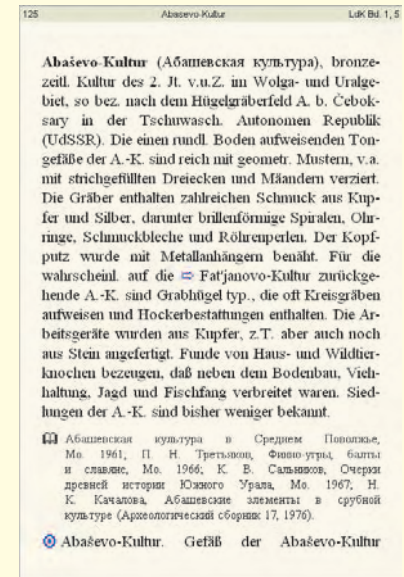 125 Abaševo-Kultur LdK Bd. 1, 5
Abaševo-Kultur (Абашевская культура), bronze-
zeitl. Kultur des 2. Jt. v.u.Z. im Wolga- und Uralge-
biet, so bez. nach dem Hügelgräberfeld A. b. Čebok-
sary in der Tschuwasch. Autonomen Republik
(UdSSR). Die einen rundl. Boden aufweisenden Ton-
gefäße der A.-K. sind reich mit geometr. Mustern, v.a.
mit strichgefüllten Dreiecken und Mäandern verziert.
Die Gräber enthalten zahlreichen Schmuck aus Kup-
fer und Silber, darunter brillenförmige Spiralen, Ohr-
ringe, Schmuckbleche und Röhrenperlen. Der Kopf-
putz wurde mit Metallanhängern benäht. Für die
wahrscheinl. auf die ⇨ Fat'janovo-Kultur zurückge-
hende A.-K. sind Grabhügel typ., die oft Kreisgräben
aufweisen und Hockerbestattungen enthalten. Die Ar-
beitsgeräte wurden aus Kupfer, z.T. aber auch noch
aus Stein angefertigt. Funde von Haus- und Wildtier-
knochen bezeugen, daß neben dem Bodenbau, Vieh-
haltung, Jagd und Fischfang verbreitet waren. Sied-
lungen der A.-K. sind bisher weniger bekannt.
Абашевская культура в Среднем Поволжье,
Мо. 1961; П. Н. Третьяков, Финно-угры, балты
и славяне, Мо. 1966; К. В. Сальников, Очерки
древней истории Южного Урала, Мо. 1967; Н.
К. Качалова, Абашевские элементы в срубной
культуре (Археологический сборник 17, 1976).
Abaševo-Kultur. Gefäß der Abaševo-Kultur